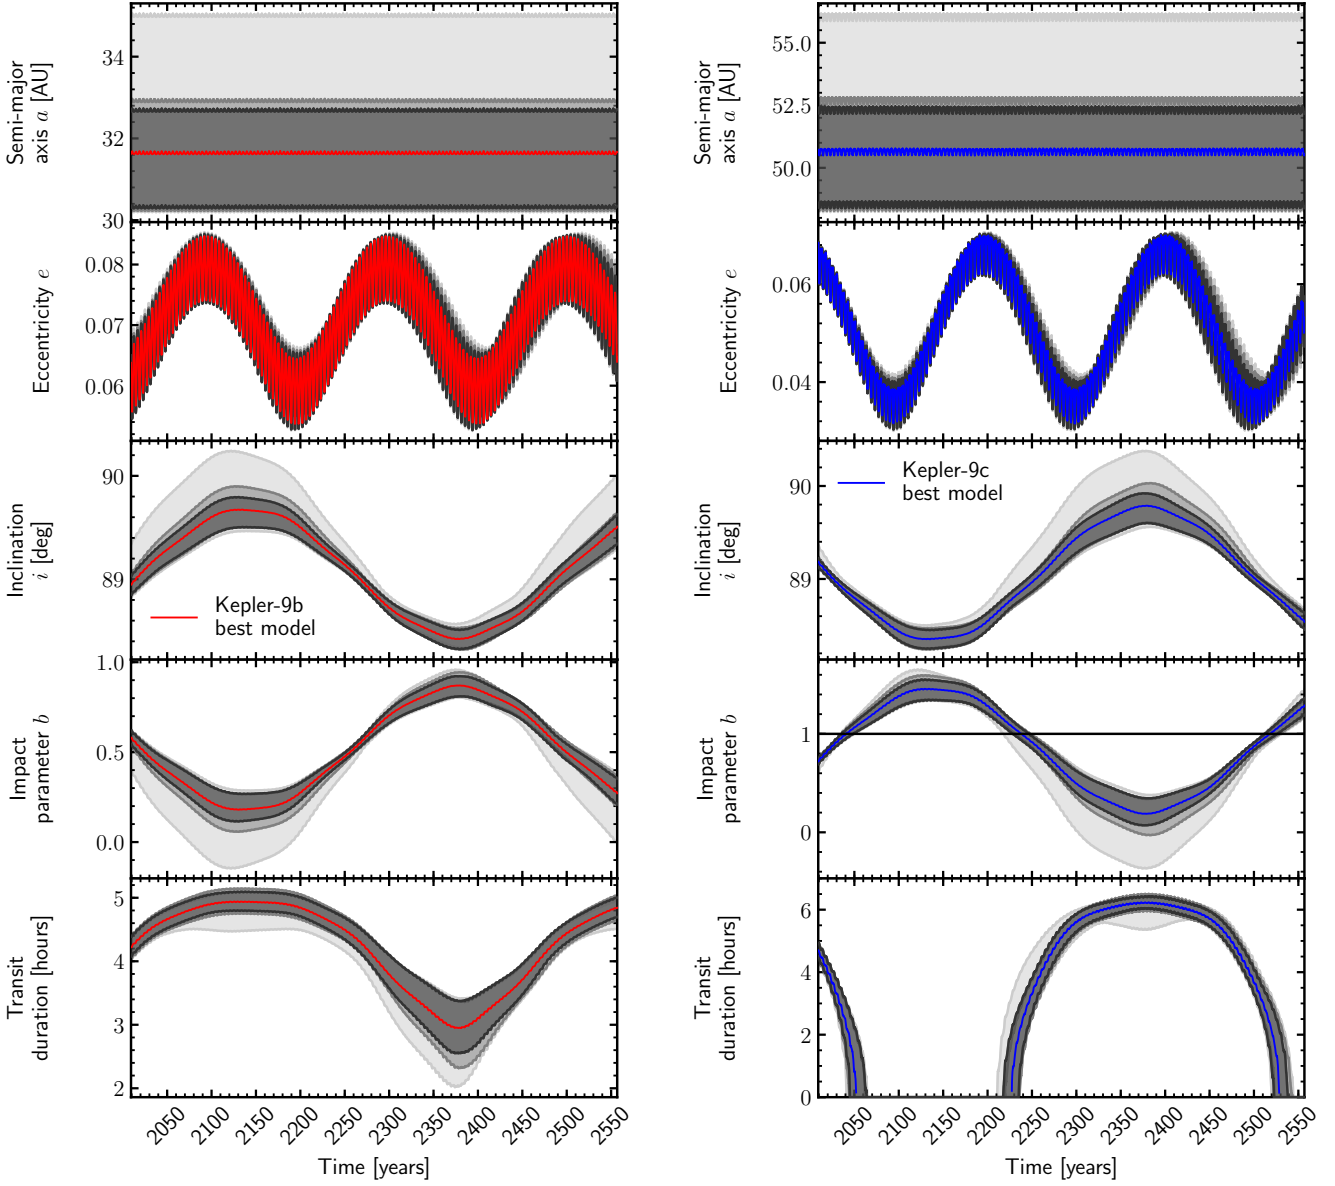 Semi-major
axis a [AU]
34
32
30
Eccentricity e
0.08
0.07
0.06
Inclination
i [deg]
90
89
Kepler-9b
best model
Impact
parameter b
1.0
0.5
0.0
Transit
duration [hours]
5
4
3
2
2050 2100 2150 2200 2250 2300 2350 2400 2450 2500 2550
Time [years]
Semi-major
axis a [AU]
55.0
52.5
50.0
Eccentricity e
0.06
0.04
Inclination
i [deg]
90
89
Kepler-9c
best model
Impact
parameter b
1
0
Transit
duration [hours]
6
4
2
0
2050 2100 2150 2200 2250 2300 2350 2400 2450 2500 2550
Time [years]